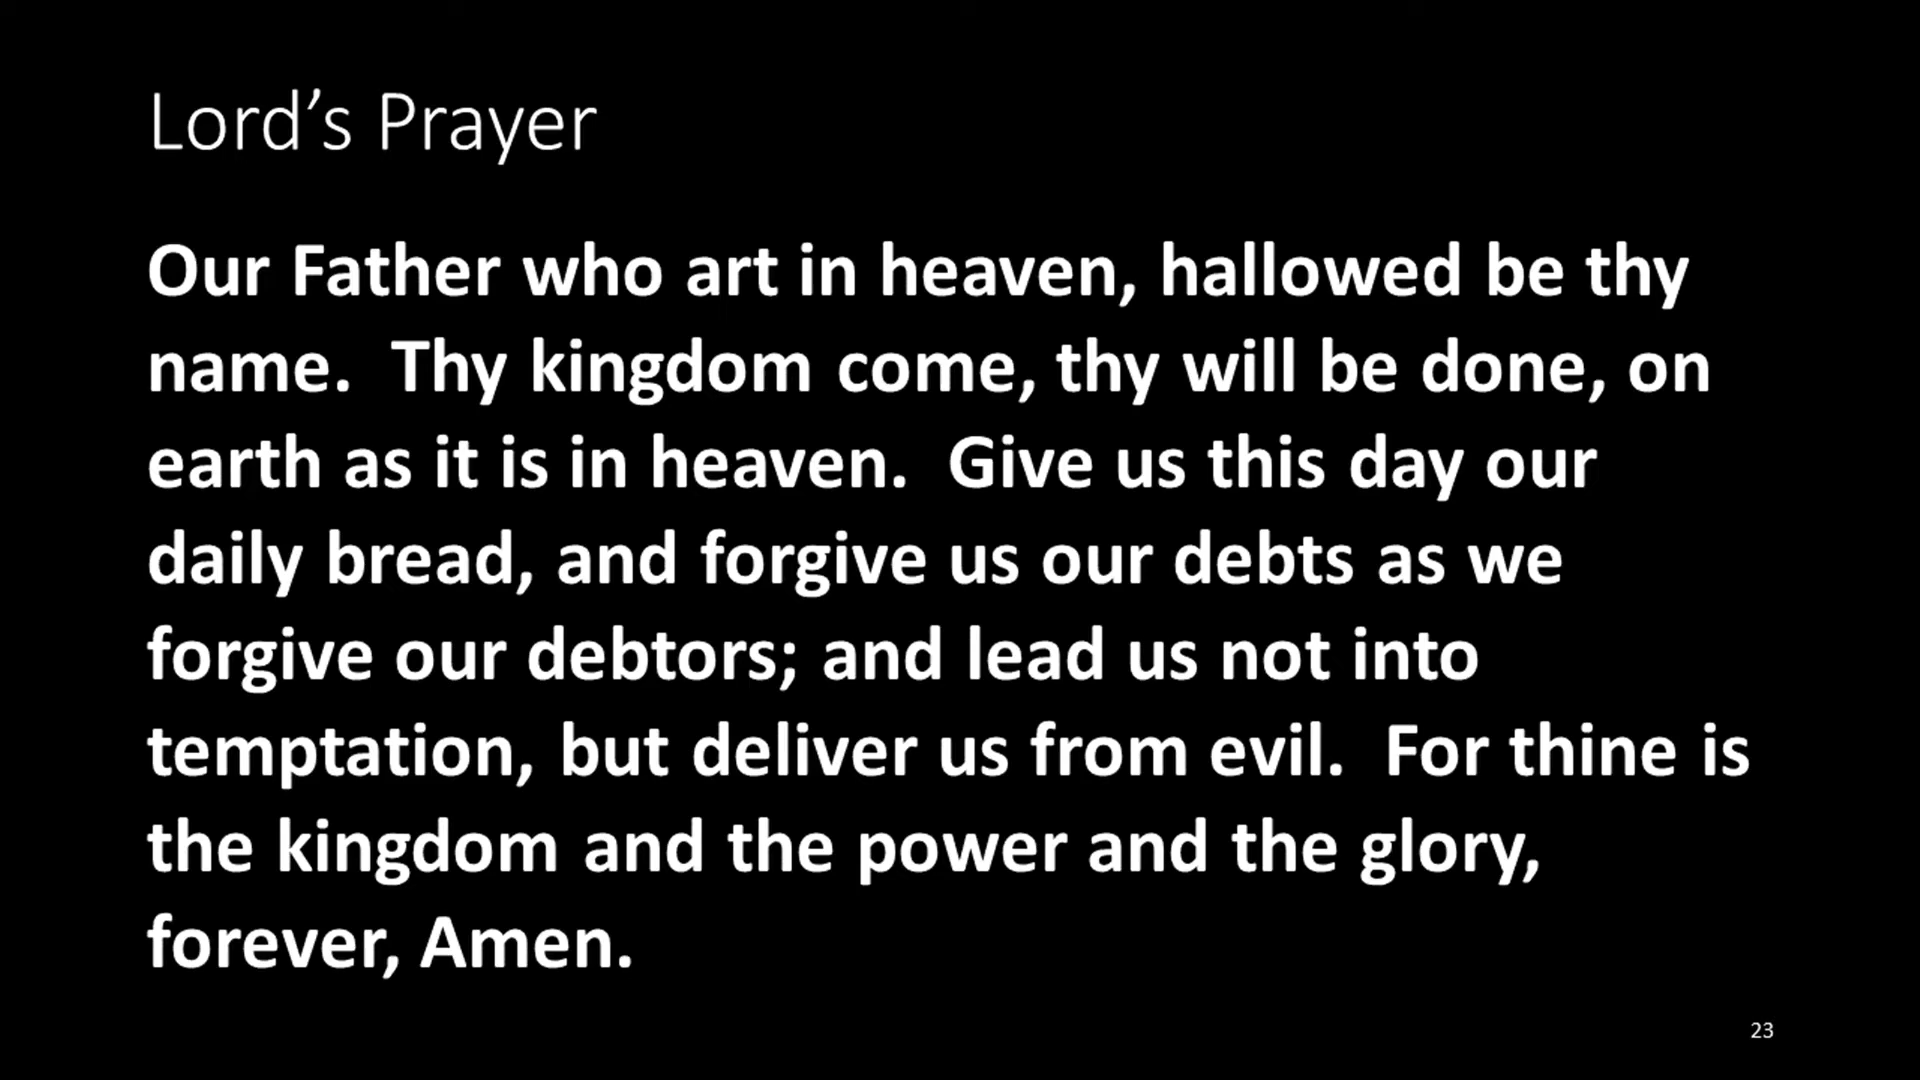 Lord’s Prayer
Our Father who art in heaven, hallowed be thy
name.  Thy kingdom come, thy will be done, on
earth as it is in heaven.  Give us this day our
daily bread, and forgive us our debts as we
forgive our debtors; and lead us not into
temptation, but deliver us from evil.  For thine is
the kingdom and the power and the glory,
forever, Amen.
23